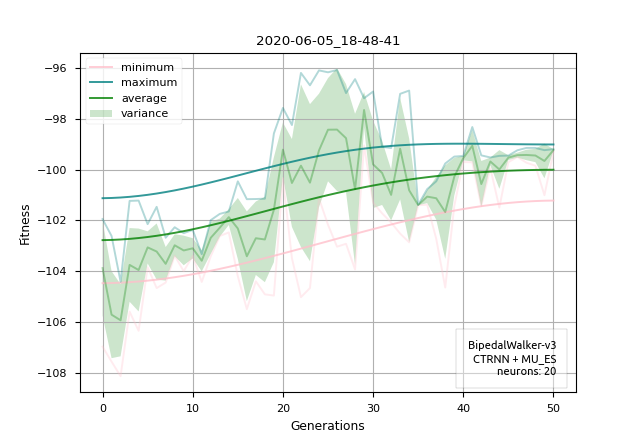 2020-06-05_18-48-41
minimum
maximum
average
variance
−96
−98
−100
−102
−104
−106
−108
Fitness
BipedalWalker-v3
CTRNN + MU_ES
neurons: 20
0 10 20 30 40 50
Generations